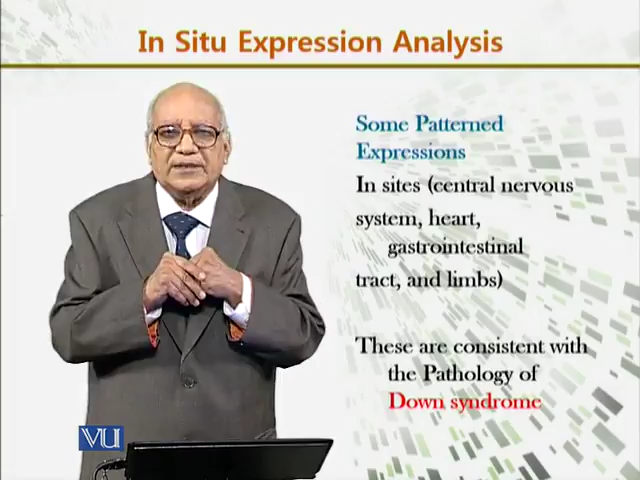 In Situ Expression Analysis
Some Patterned
Expressions
In sites (central nervous
system, heart,
gastrointestinal
tract, and limbs)
These are consistent with
the Pathology of
Down syndrome
VU